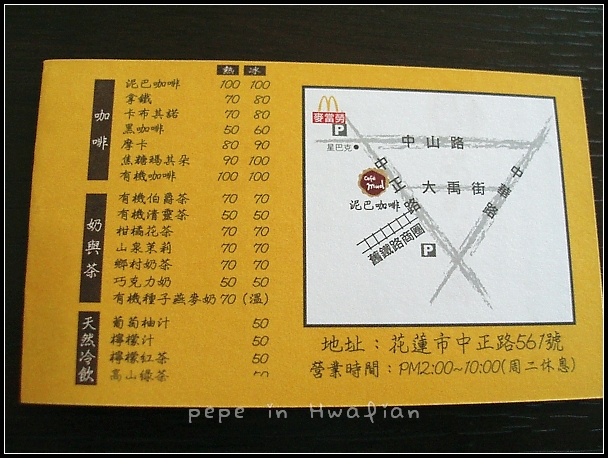 熱 冰
咖啡
泥巴咖啡 100 100
拿鐵 70 80
卡布其諾 70 80
黑咖啡 50 60
摩卡 80 90
焦糖瑪其朵 90 100
有機咖啡 100 100
奶與茶
有機伯爵茶 70 70
有機清靈茶 50 50
柑橘花茶 70 70
山泉茉莉 70 70
鄉村奶茶 70 70
巧克力奶 50 50
有機種子燕麥奶 70 (溫)
天然冷飲
葡萄柚汁 50
檸檬汁 50
檸檬紅茶 50
高山綠茶 50
麥當勞
P
星巴克
中山路
中正路
中華路
Café Mud
泥巴咖啡
大禹街
舊鐵路商圈
P
地址：花蓮市中正路561號
營業時間：PM2:00~10:00(周二休息)
pepe in Hwalian